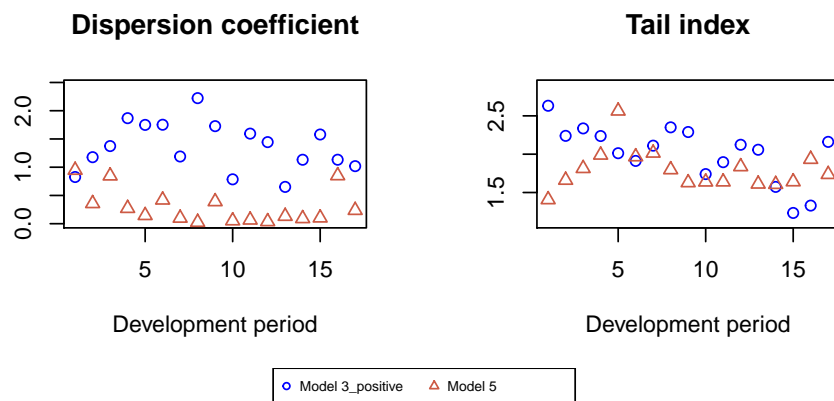 Dispersion coefficient
2.0
1.0
0.0
5 10 15
Development period
Tail index
2.5
1.5
5 10 15
Development period
Model 3_positive Model 5